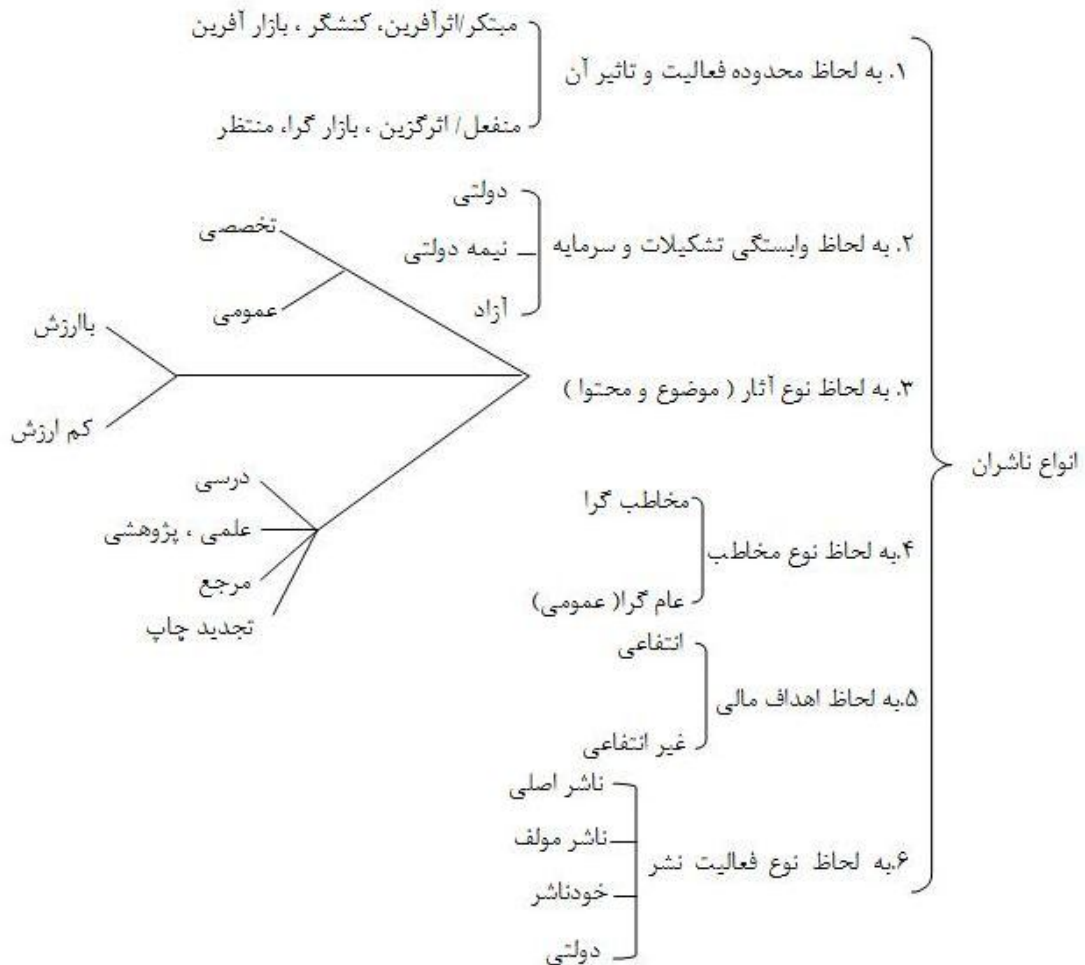 انواع ناشران
۱. به لحاظ محدوده فعالیت و تاثیر آن
مبتکر/اثرآفرین، کنشگر ، بازار آفرین
منفعل/ اثرگزین ، بازار گرا، منتظر
۲. به لحاظ وابستگی تشکیلات و سرمایه
دولتی
نیمه دولتی
آزاد
۳. به لحاظ نوع آثار ( موضوع و محتوا )
تخصصی
عمومی
باارزش
کم ارزش
درسی
علمی ، پژوهشی
مرجع
تجدید چاپ
۴.به لحاظ نوع مخاطب
مخاطب گرا
عام گرا( عمومی)
۵.به لحاظ اهداف مالی
انتفاعی
غیر انتفاعی
۶.به لحاظ نوع فعالیت نشر
ناشر اصلی
ناشر مولف
خودناشر
دولتی